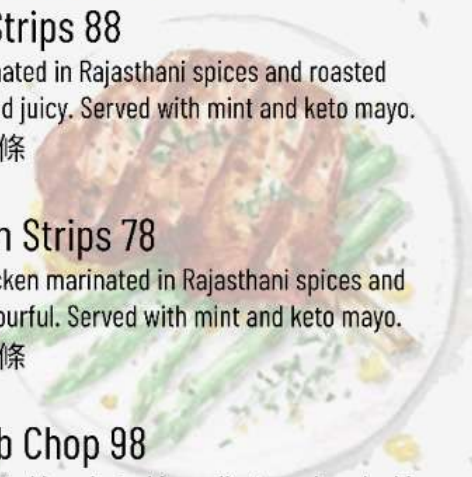 Strips 88
ated in Rajasthani spices and roasted
d juicy. Served with mint and keto mayo.
條
n Strips 78
cken marinated in Rajasthani spices and
ourful. Served with mint and keto mayo.
條
b Chop 98